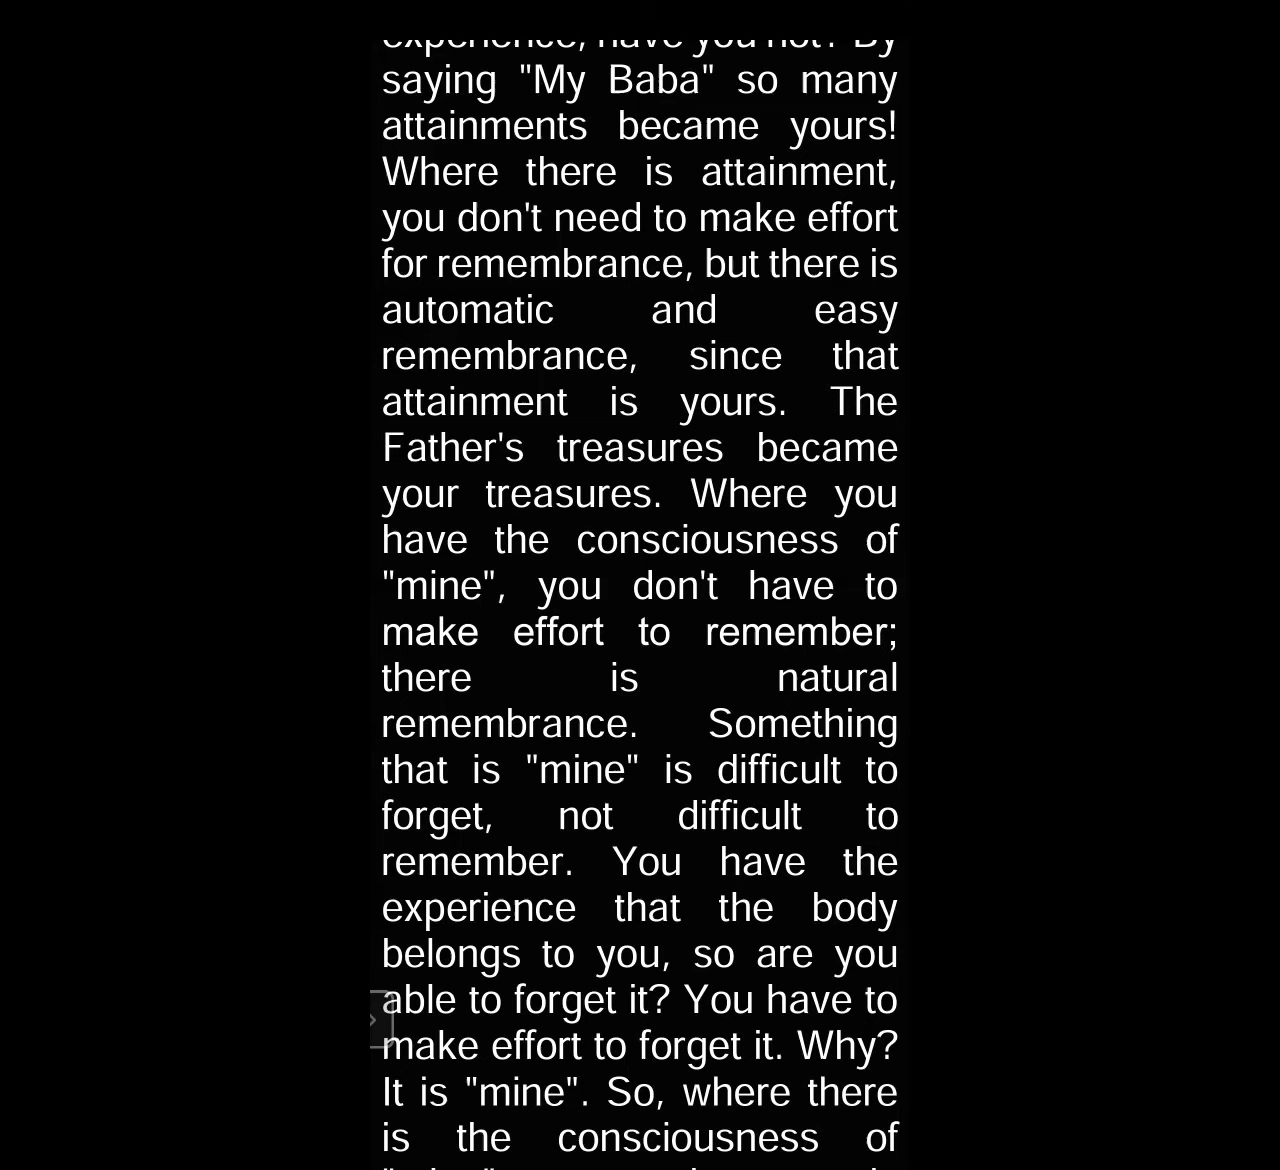 experience, have you not? By
saying "My Baba" so many
attainments became yours!
Where there is attainment,
you don't need to make effort
for remembrance, but there is
automatic and easy
remembrance, since that
attainment is yours. The
Father's treasures became
your treasures. Where you
have the consciousness of
"mine", you don't have to
make effort to remember;
there is natural
remembrance. Something
that is "mine" is difficult to
forget, not difficult to
remember. You have the
experience that the body
belongs to you, so are you
able to forget it? You have to
make effort to forget it. Why?
It is "mine". So, where there
is the consciousness of